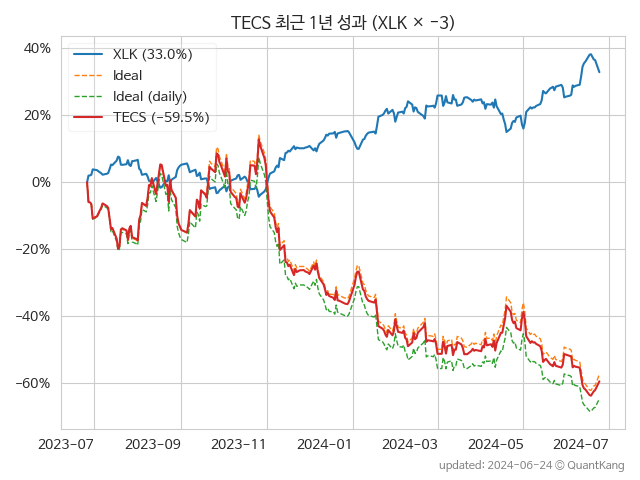 TECS 최근 1년 성과 (XLK × −3)
XLK (33.0%)
Ideal
Ideal (daily)
TECS (−59.5%)
40%
20%
0%
−20%
−40%
−60%
2023-07 2023-09 2023-11 2024-01 2024-03 2024-05 2024-07
updated: 2024-06-24 © QuantKang